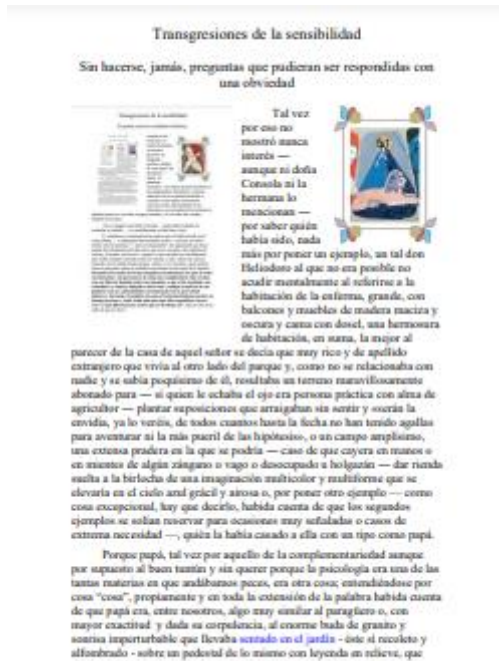 Transgresiones de la sensibilidad
Sin hacerse, jamás, preguntas que pudieran ser respondidas con
una obviedad
Tal vez
por eso no
mostró nunca
interés —
aunque ni doña
Consola ni la
hermana lo
mencionan —
por saber quién
había sido, nada
más por poner un ejemplo, un tal don
Heliodoro al que no era posible no
acudir mentalmente al referirse a la
habitación de la enferma, grande, con
balcones y muebles de madera maciza y
oscura y cama con dosel, una hermosura
de habitación, en suma, la mejor al
parecer de la casa de aquel señor se decía que muy rico y de apellido
extranjero que vivía al otro lado del parque y, como no se relacionaba con
nadie y se sabía poquísimo de él, resultaba un terreno maravillosamente
abonado para — si quien le echaba el ojo era persona práctica con alma de
agricultor — plantar suposiciones que arraigaban sin sentir y «serán la
envidia, ya lo veréis, de todos cuantos hasta la fecha no han tenido agallas
para aventurar ni la más pueril de las hipótesis», o un campo amplísimo,
una extensa pradera en la que se podría — caso de que cayera en manos o
en mientes de algún zángano o vago o desocupado u holgazán — dar rienda
suelta a la birlocha de una imaginación multicolor y multiforme que se
elevaría en el cielo azul grácil y airosa o, por poner otro ejemplo — como
cosa excepcional, hay que decirlo, habida cuenta de que los segundos
ejemplos se solían reservar para ocasiones muy señaladas o casos de
extrema necesidad —, quién la había casado a ella con un tipo como papá.
Porque papá, tal vez por aquello de la complementariedad aunque
por supuesto al buen tuntún y sin querer porque la psicología era una de las
tantas materias en que andábamos peces, era otra cosa; entendiéndose por
cosa "cosa", propiamente y en toda la extensión de la palabra habida cuenta
de que papá era, entre nosotros, algo muy similar al paragüero o, con
mayor exactitud y dada su corpulencia, al enorme buda de granito y
sonrisa imperturbable que llevaba sentado en el jardín - éste sí recoleto y
alfombrado - sobre un pedestal de lo mismo con leyenda en relieve, que